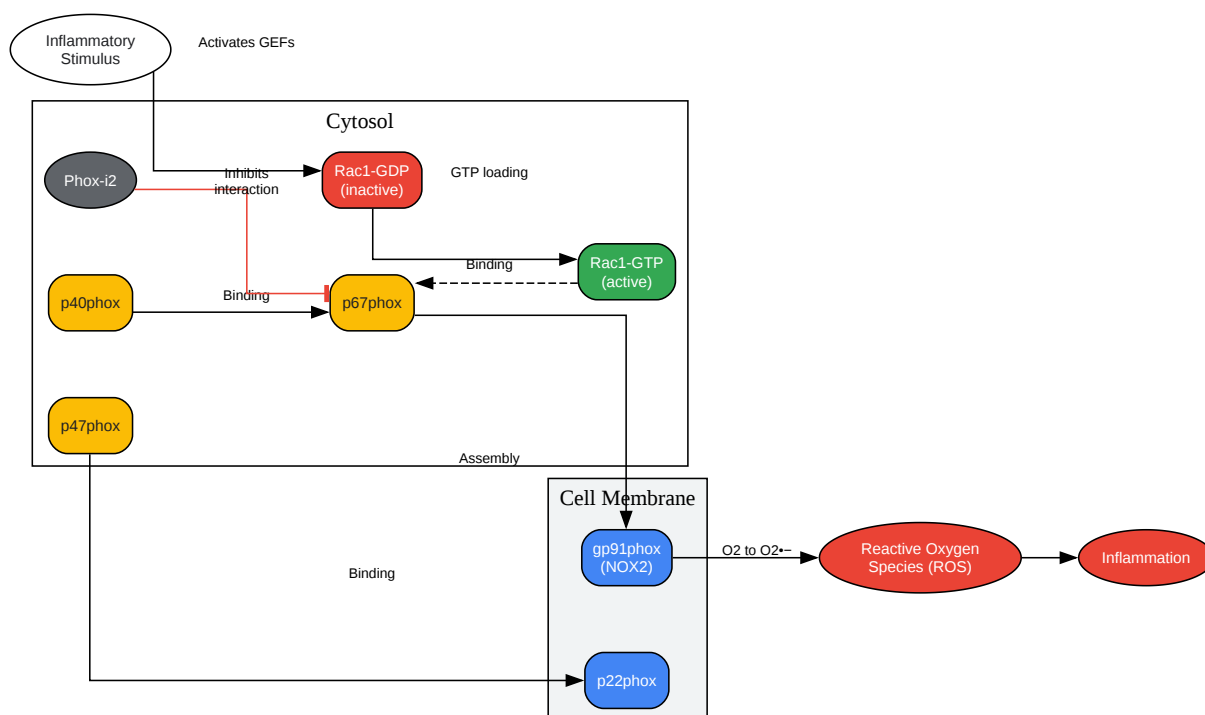 Inflammatory
Stimulus
Activates GEFs
Cytosol
Phox-i2
Inhibits
interaction
Rac1-GDP
(inactive)
GTP loading
Binding
Rac1-GTP
(active)
p40phox
Binding
p67phox
p47phox
Assembly
Cell Membrane
gp91phox
(NOX2)
O2 to O2•−
Reactive Oxygen
Species (ROS)
Inflammation
Binding
p22phox